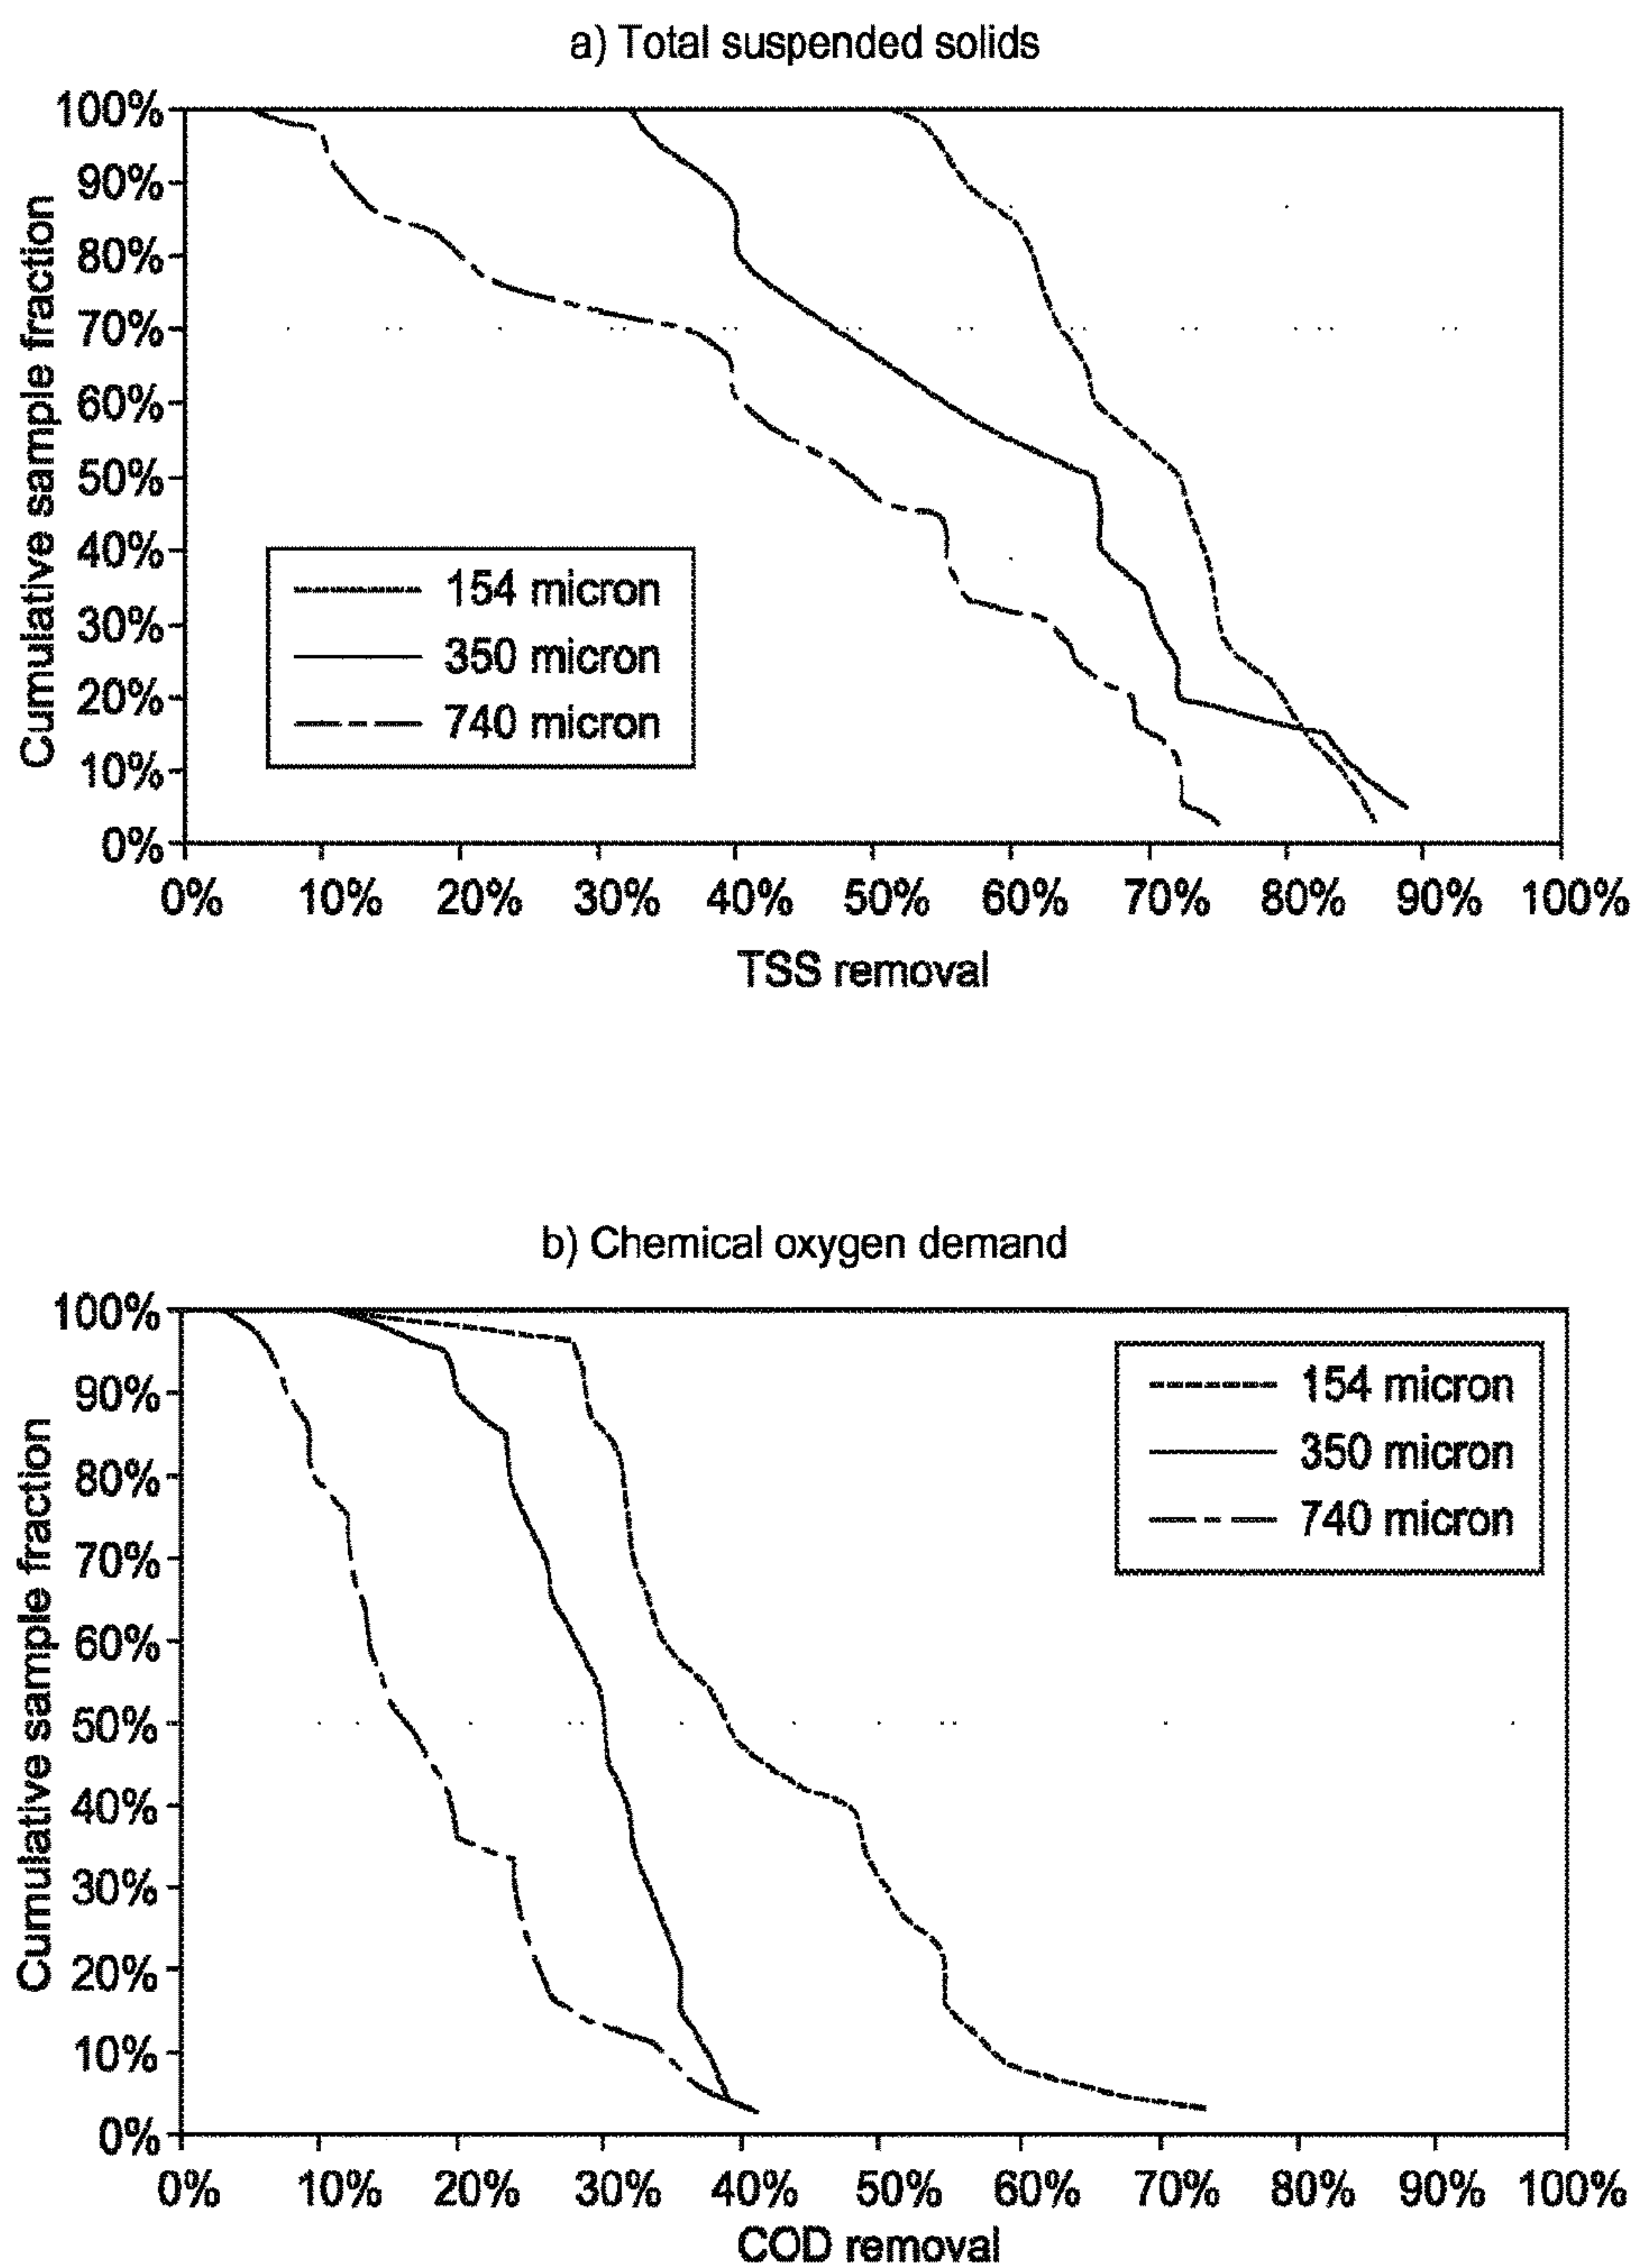 a) Total suspended solids
Cumulative sample fraction
100%
90%
80%
70%
60%
50%
40%
30%
20%
10%
0%
154 micron
350 micron
740 micron
0% 10% 20% 30% 40% 50% 60% 70% 80% 90% 100%
TSS removal
b) Chemical oxygen demand
Cumulative sample fraction
100%
90%
80%
70%
60%
50%
40%
30%
20%
10%
0%
154 micron
350 micron
740 micron
0% 10% 20% 30% 40% 50% 60% 70% 80% 90% 100%
COD removal